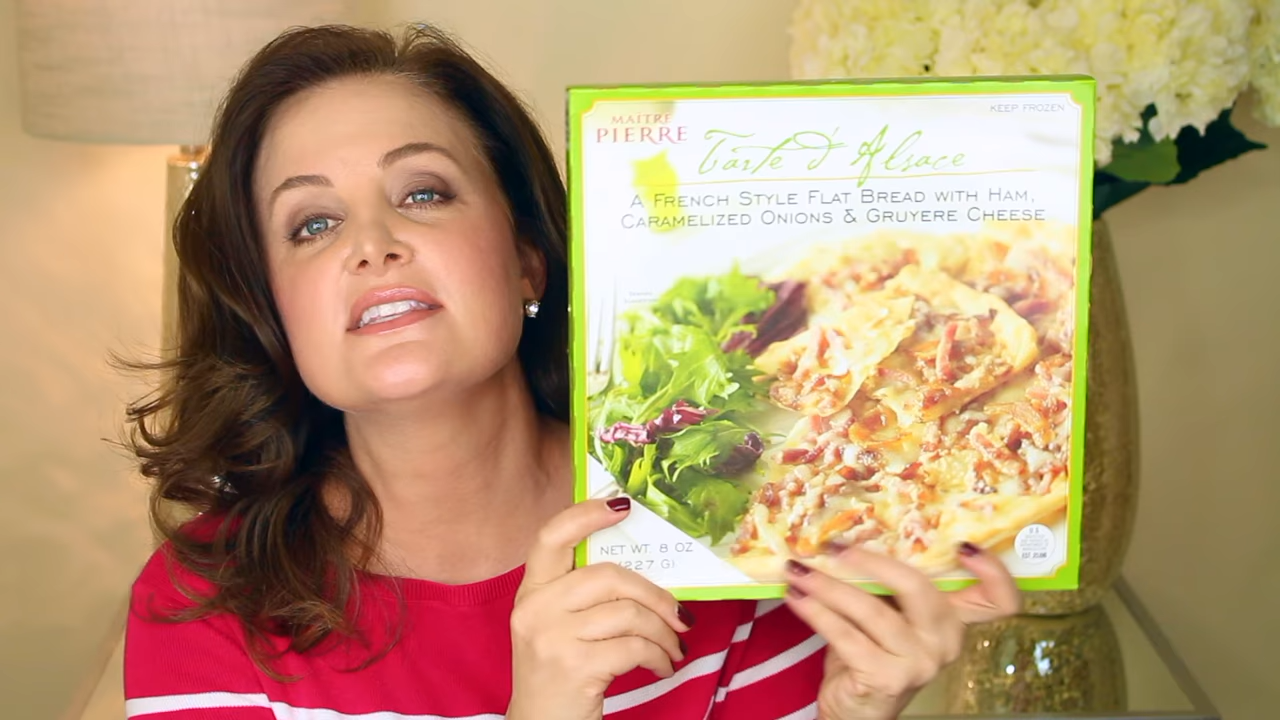 KEEP FROZEN
MAÎTRE
PIERRE
Tarte d'Alsace
A FRENCH STYLE FLAT BREAD WITH HAM,
CARAMELIZED ONIONS & GRUYERE CHEESE
NET WT. 8 OZ
(227 G)